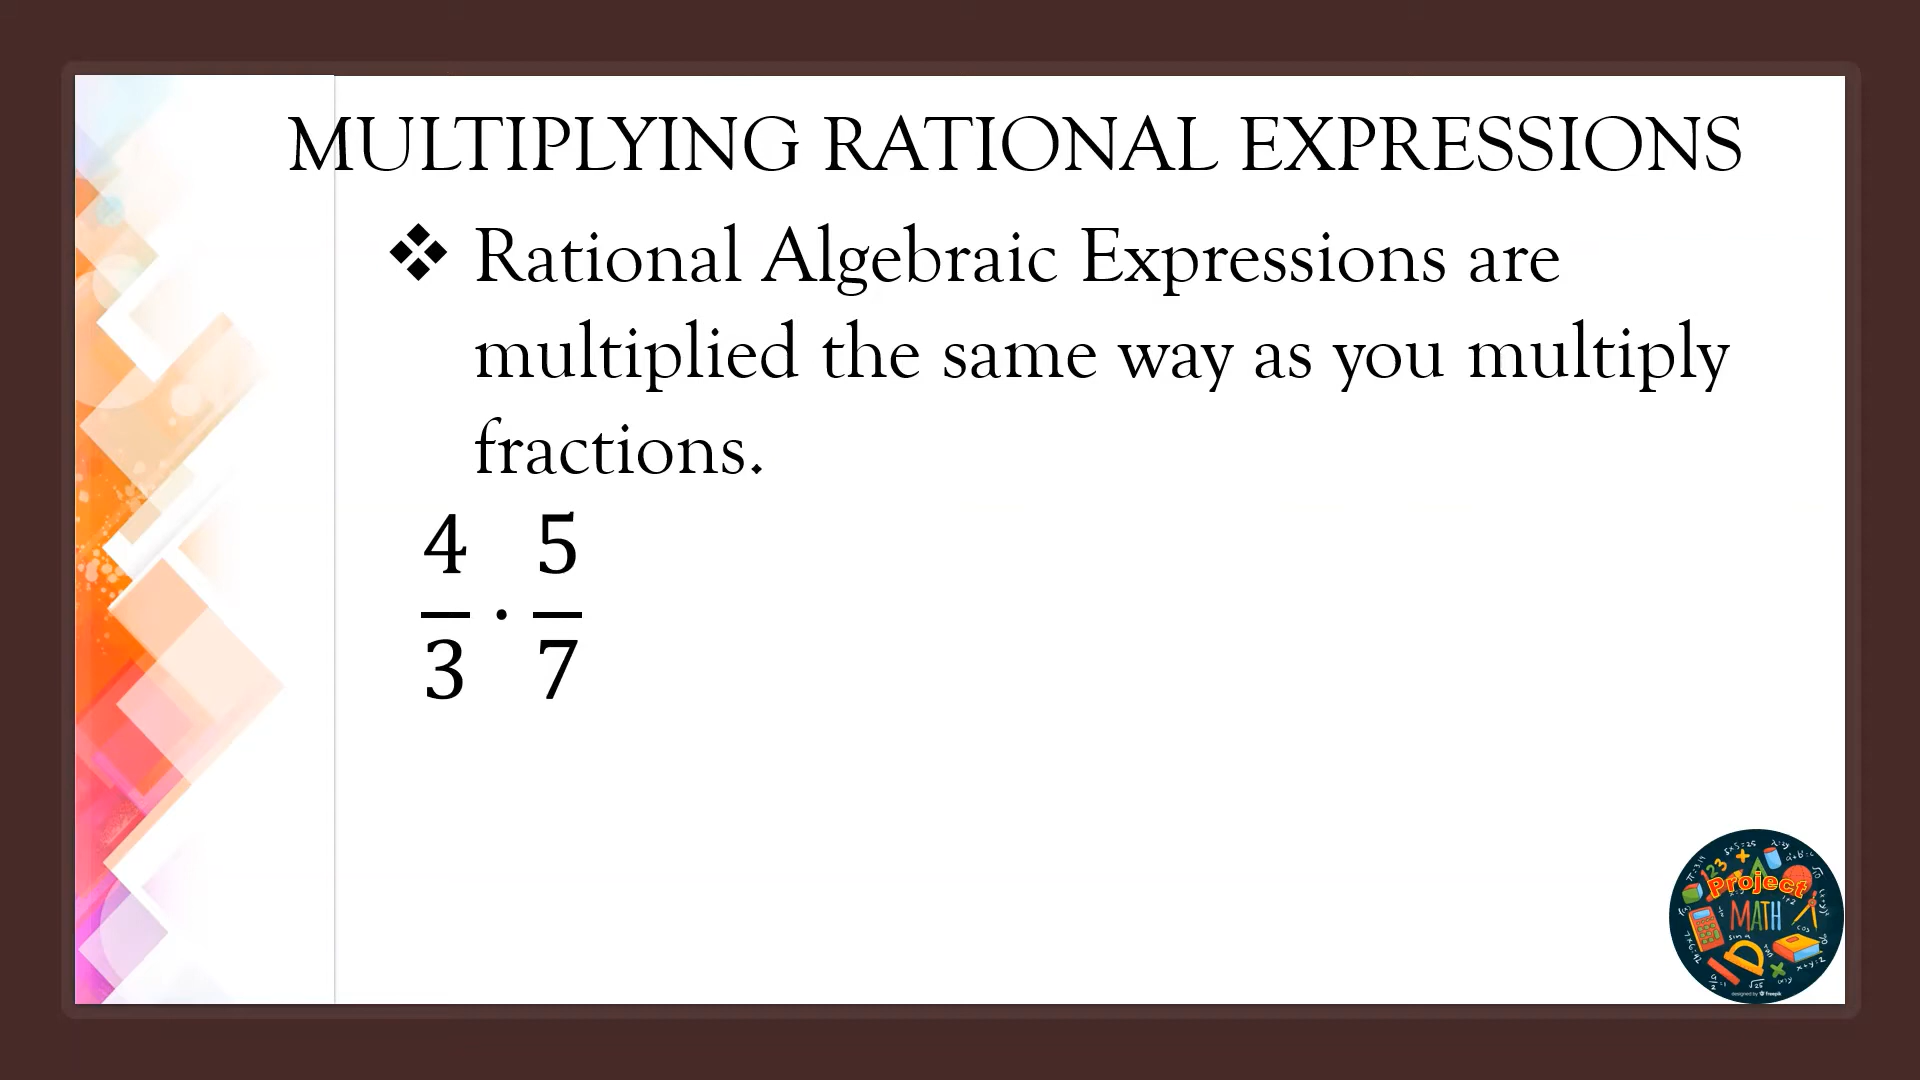 MULTIPLYING RATIONAL EXPRESSIONS
❖ Rational Algebraic Expressions are
multiplied the same way as you multiply
fractions.
4/3 · 5/7
Project
MATH